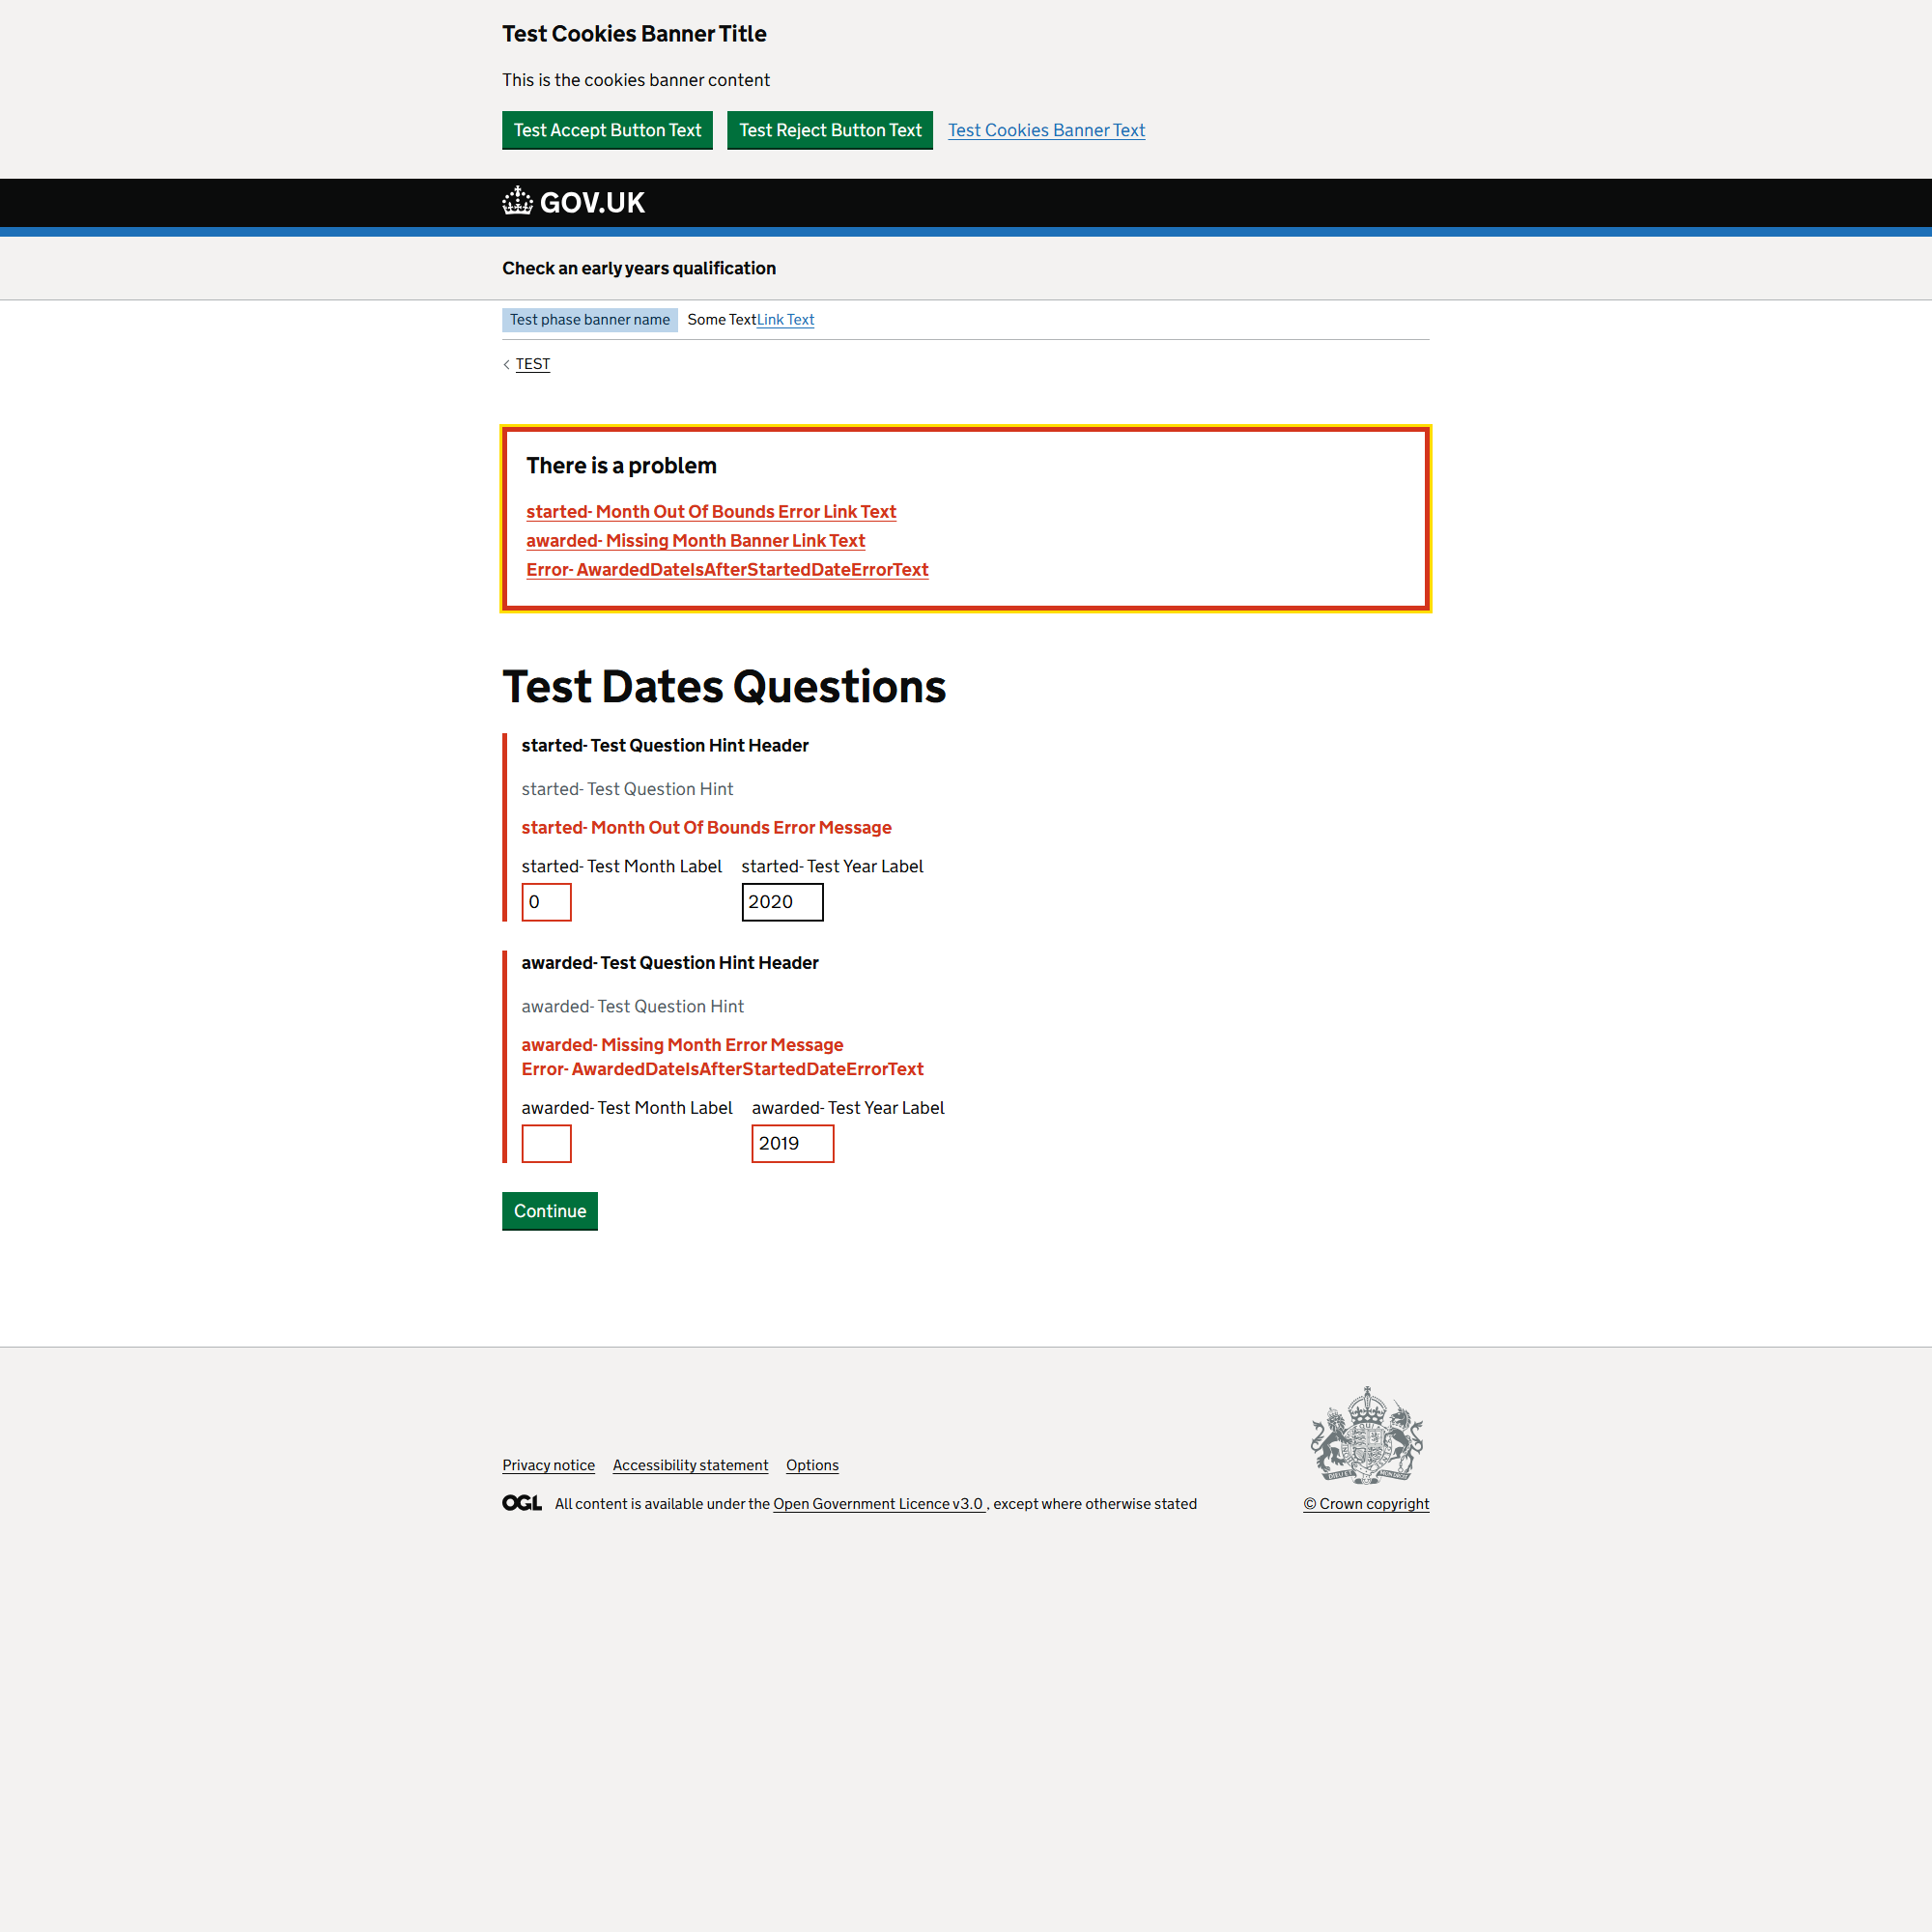 Test Cookies Banner Title
This is the cookies banner content
Test Accept Button Text Test Reject Button Text Test Cookies Banner Text
GOV.UK
Check an early years qualification
Test phase banner name Some TextLink Text
TEST
There is a problem
started- Month Out Of Bounds Error Link Text
awarded- Missing Month Banner Link Text
Error- AwardedDateIsAfterStartedDateErrorText
Test Dates Questions
started- Test Question Hint Header
started- Test Question Hint
started- Month Out Of Bounds Error Message
started- Test Month Label started- Test Year Label
0 2020
awarded- Test Question Hint Header
awarded- Test Question Hint
awarded- Missing Month Error Message
Error- AwardedDateIsAfterStartedDateErrorText
awarded- Test Month Label awarded- Test Year Label
2019
Continue
Privacy notice Accessibility statement Options
OGL All content is available under the Open Government Licence v3.0 , except where otherwise stated
© Crown copyright